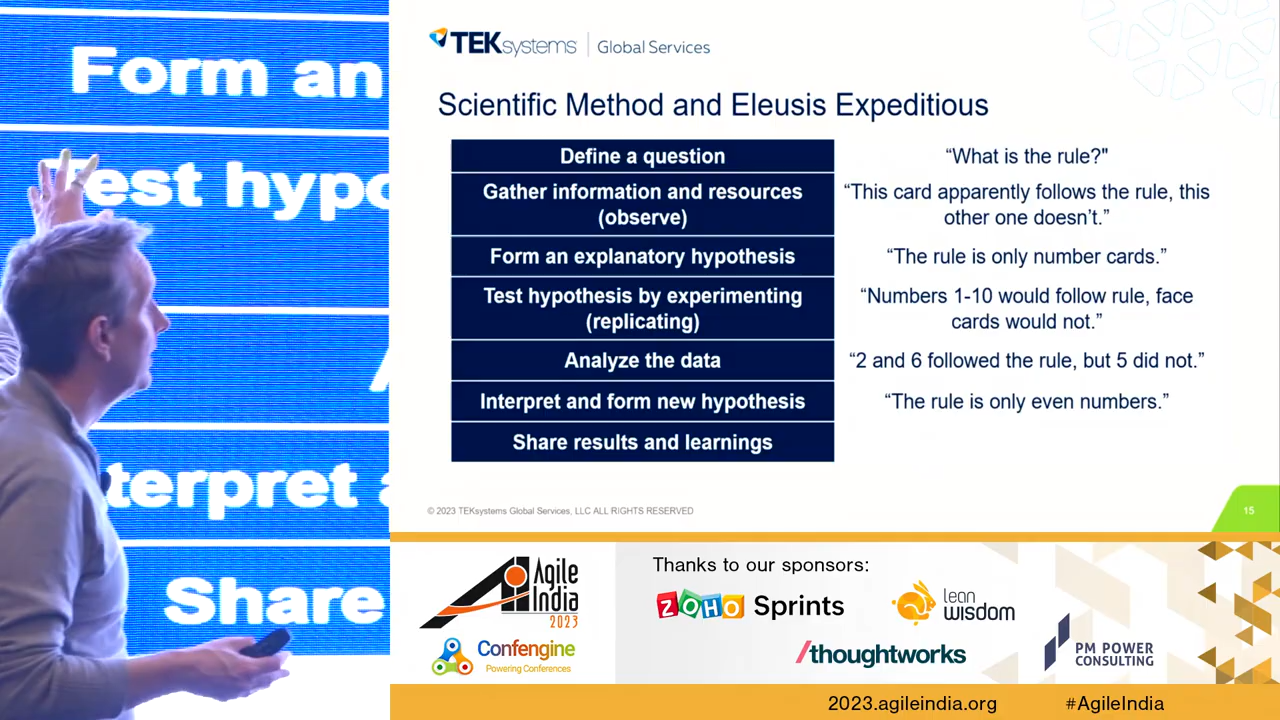 Form an
Test hypo
A
terpret a
Share
TEKsystems | Global Services
Scientific Method and Eleusis Expeditious
Define a question
“What is the rule?"
Gather information and resources
(observe)
“This card apparently follows the rule, this
other one doesn’t.”
Form an explanatory hypothesis
“The rule is only number cards.”
Test hypothesis by experimenting
(replicating)
“Numbers 1-10 would follow rule, face
cards would not.”
Analyze the data
“2 and 6 followed the rule, but 5 did not.”
Interpret and form new hypothesis
“The rule is only even numbers.”
Share results and learnings
© 2023 TEKsystems Global Services, LLC ALL RIGHTS RESERVED
15
Agile
India
2023
Confengine
Powering Conferences
Thanks to our sponsors:
ZOHO Sprints
lean
wisdom
/thoughtworks
PM POWER
CONSULTING
2023.agileindia.org
#AgileIndia